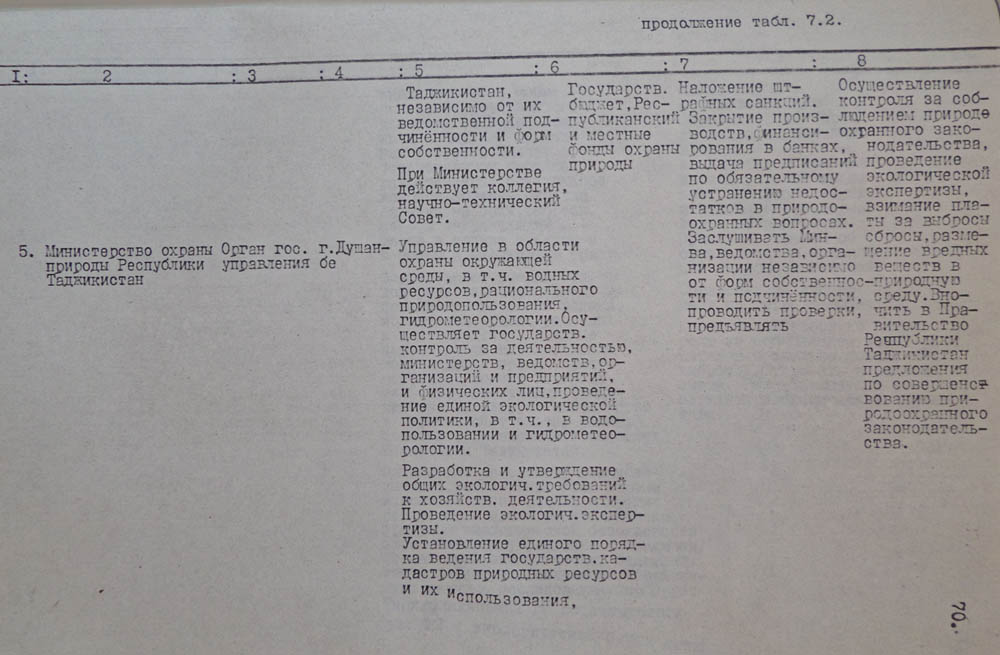 продолжение табл. 7.2.
I: 2 : 3 : 4 : 5 : 6 : 7 : 8
Таджикистан,
независимо от их
ведомственной под-
чинённости и форм
собственности.
При Министерстве
действует коллегия,
научно-технический
Совет.
Государств.
бюджет,Рес-
публиканский
и местные
фонды охраны
природы
Наложение шт-
рафных санкций.
Закрытие произ-
водств,финанси-
рования в банках,
выдача предписаний
по обязательному
устранению недос-
татков в природо-
охранных вопросах.
Заслушивать Мин-
ва,ведомства,орга-
низации независимо
от форм собственнос-
ти и подчинённости,
проводить проверки,
предъявлять
Осуществление
контроля за соб-
людением природо
охранного зако-
нодательства,
проведение
экологической
экспертизы,
взимание пла-
ты за выбросы
сбросы,разме-
щение вредных
веществ в
природную
среду.Вно-
чить в Пра-
вительство
Республики
Таджикистан
предложения
по совершенст
вованию при-
родоохранного
законодатель-
ства.
5. Министерство охраны
природы Республики
Таджикистан
Орган гос.
управления
г.Душан-
бе
Управление в области
охраны окружающей
среды, в т.ч. водных
ресурсов,рационального
природопользования,
гидрометеорологии.Осу-
ществляет государств.
контроль за деятельностью,
министерств, ведомств,ор-
ганизаций и предприятий,
и физических лиц,проведе-
ние единой экологической
политики, в т.ч., в водо-
пользовании и гидрометео-
рологии.
Разработка и утверждение
общих экологич.требований
к хозяйств. деятельности.
Проведение экологич.экспер-
тизы.
Установление единого поряд-
ка ведения государств.ка-
дастров природных ресурсов
и их использования,
70.